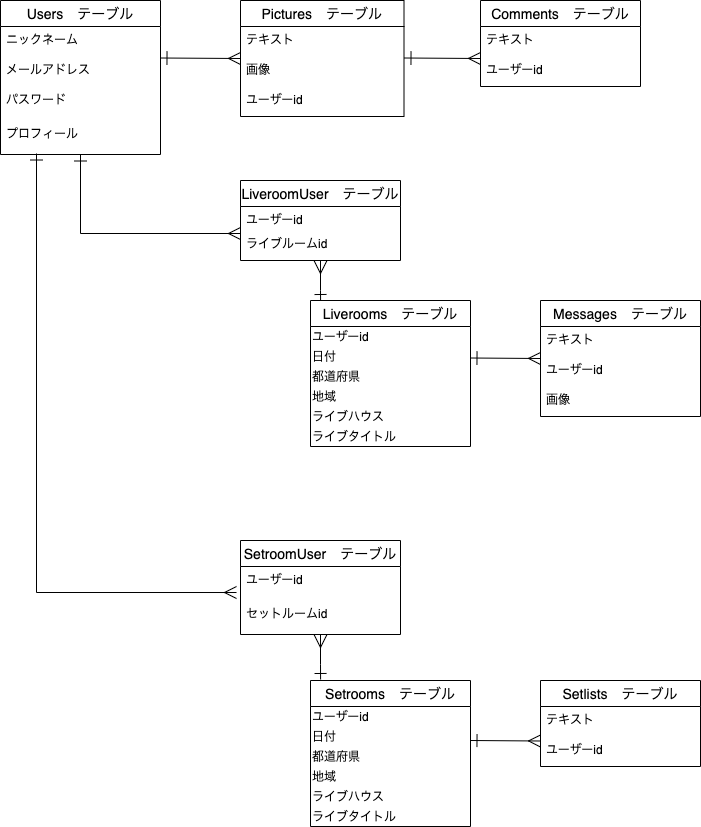 Users　テーブル
ニックネーム
メールアドレス
パスワード
プロフィール
Pictures　テーブル
テキスト
画像
ユーザーid
Comments　テーブル
テキスト
ユーザーid
LiveroomUser　テーブル
ユーザーid
ライブルームid
Liverooms　テーブル
ユーザーid
日付
都道府県
地域
ライブハウス
ライブタイトル
Messages　テーブル
テキスト
ユーザーid
画像
SetroomUser　テーブル
ユーザーid
セットルームid
Setrooms　テーブル
ユーザーid
日付
都道府県
地域
ライブハウス
ライブタイトル
Setlists　テーブル
テキスト
ユーザーid